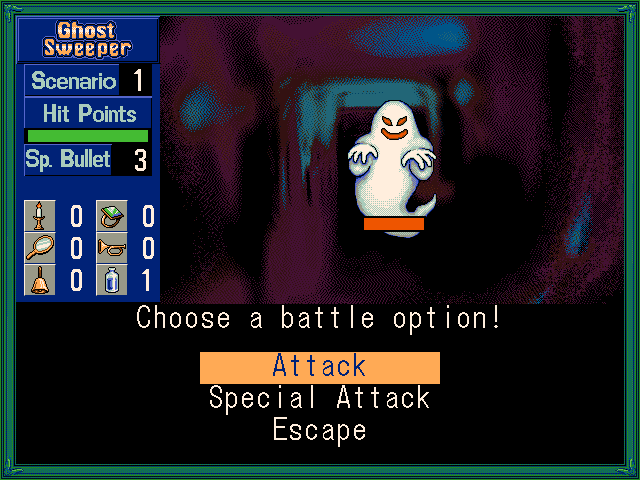 Ghost
Sweeper
Scenario 1
Hit Points
Sp. Bullet 3
0 0
0 0
0 1
Choose a battle option!
Attack
Special Attack
Escape